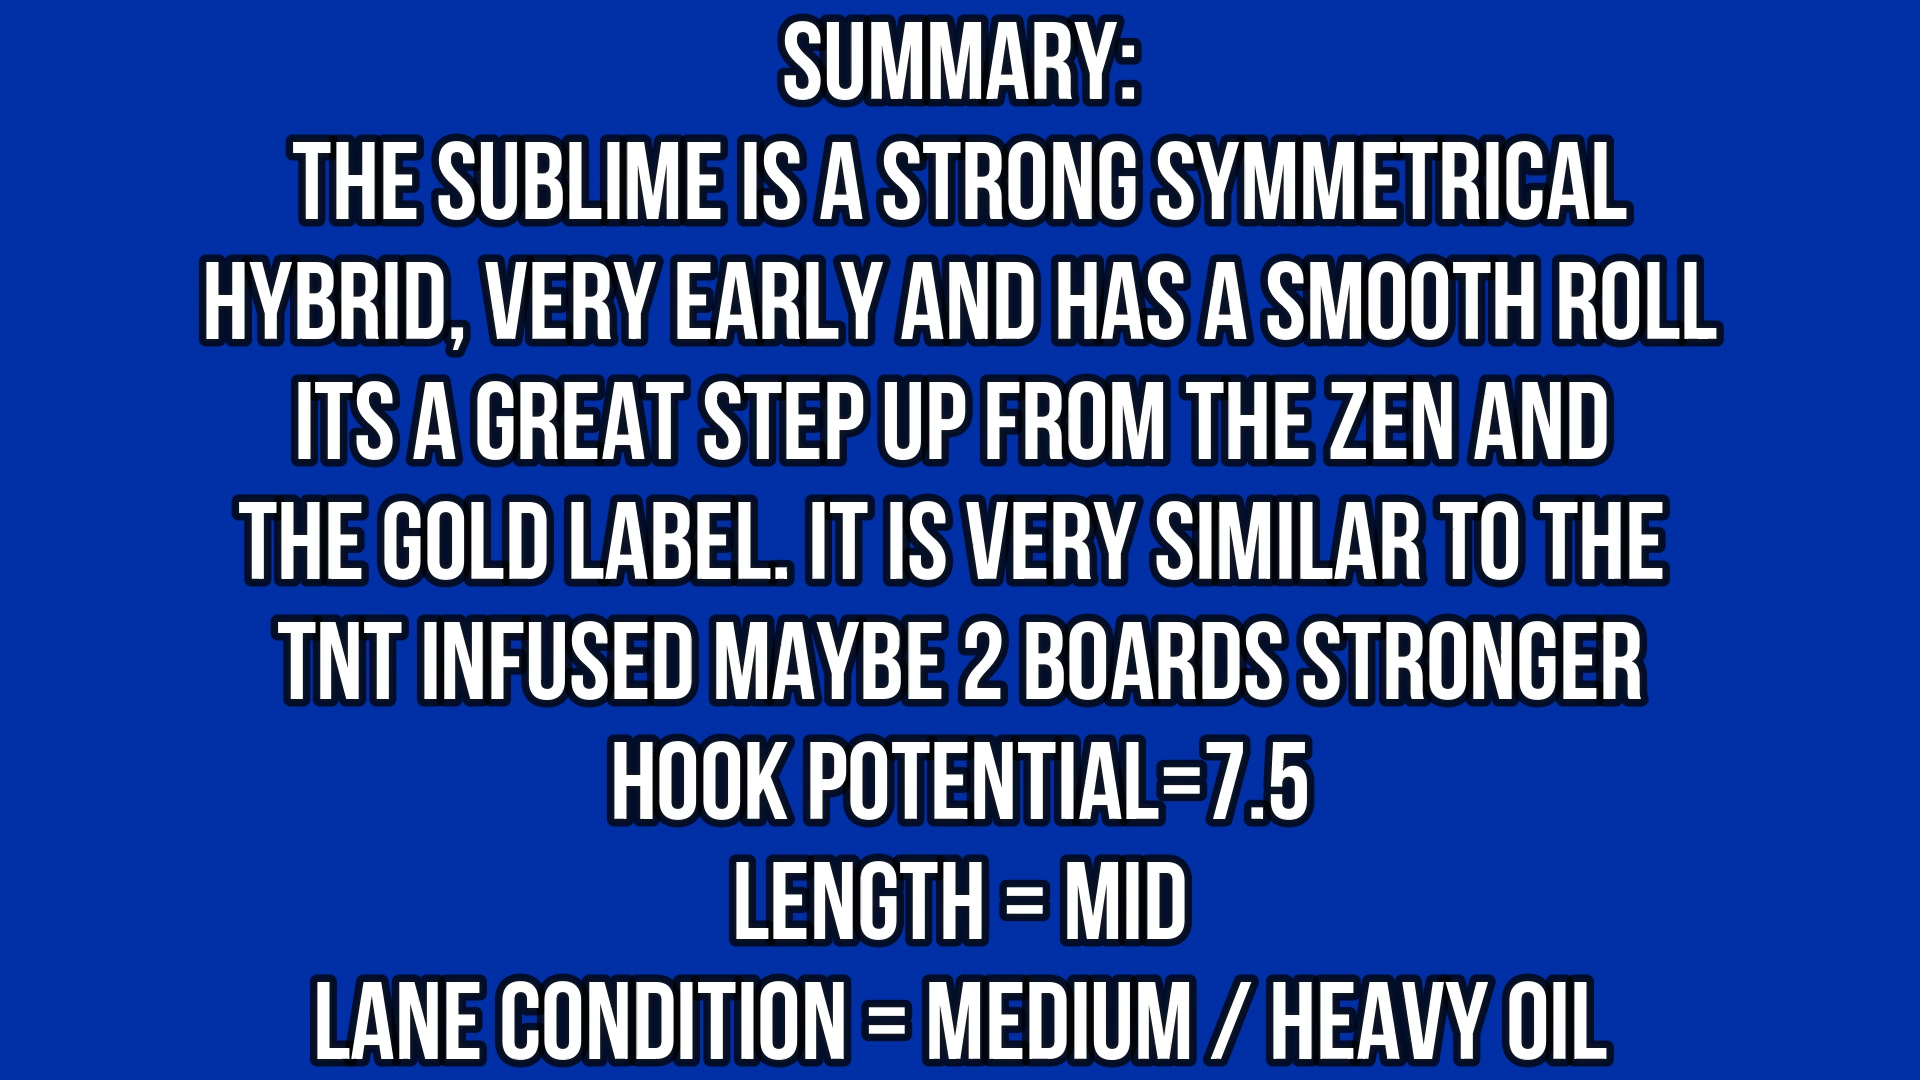 SUMMARY:
THE SUBLIME IS A STRONG SYMMETRICAL
HYBRID, VERY EARLY AND HAS A SMOOTH ROLL
ITS A GREAT STEP UP FROM THE ZEN AND
THE GOLD LABEL. IT IS VERY SIMILAR TO THE
TNT INFUSED MAYBE 2 BOARDS STRONGER
HOOK POTENTIAL=7.5
LENGTH = MID
LANE CONDITION = MEDIUM / HEAVY OIL